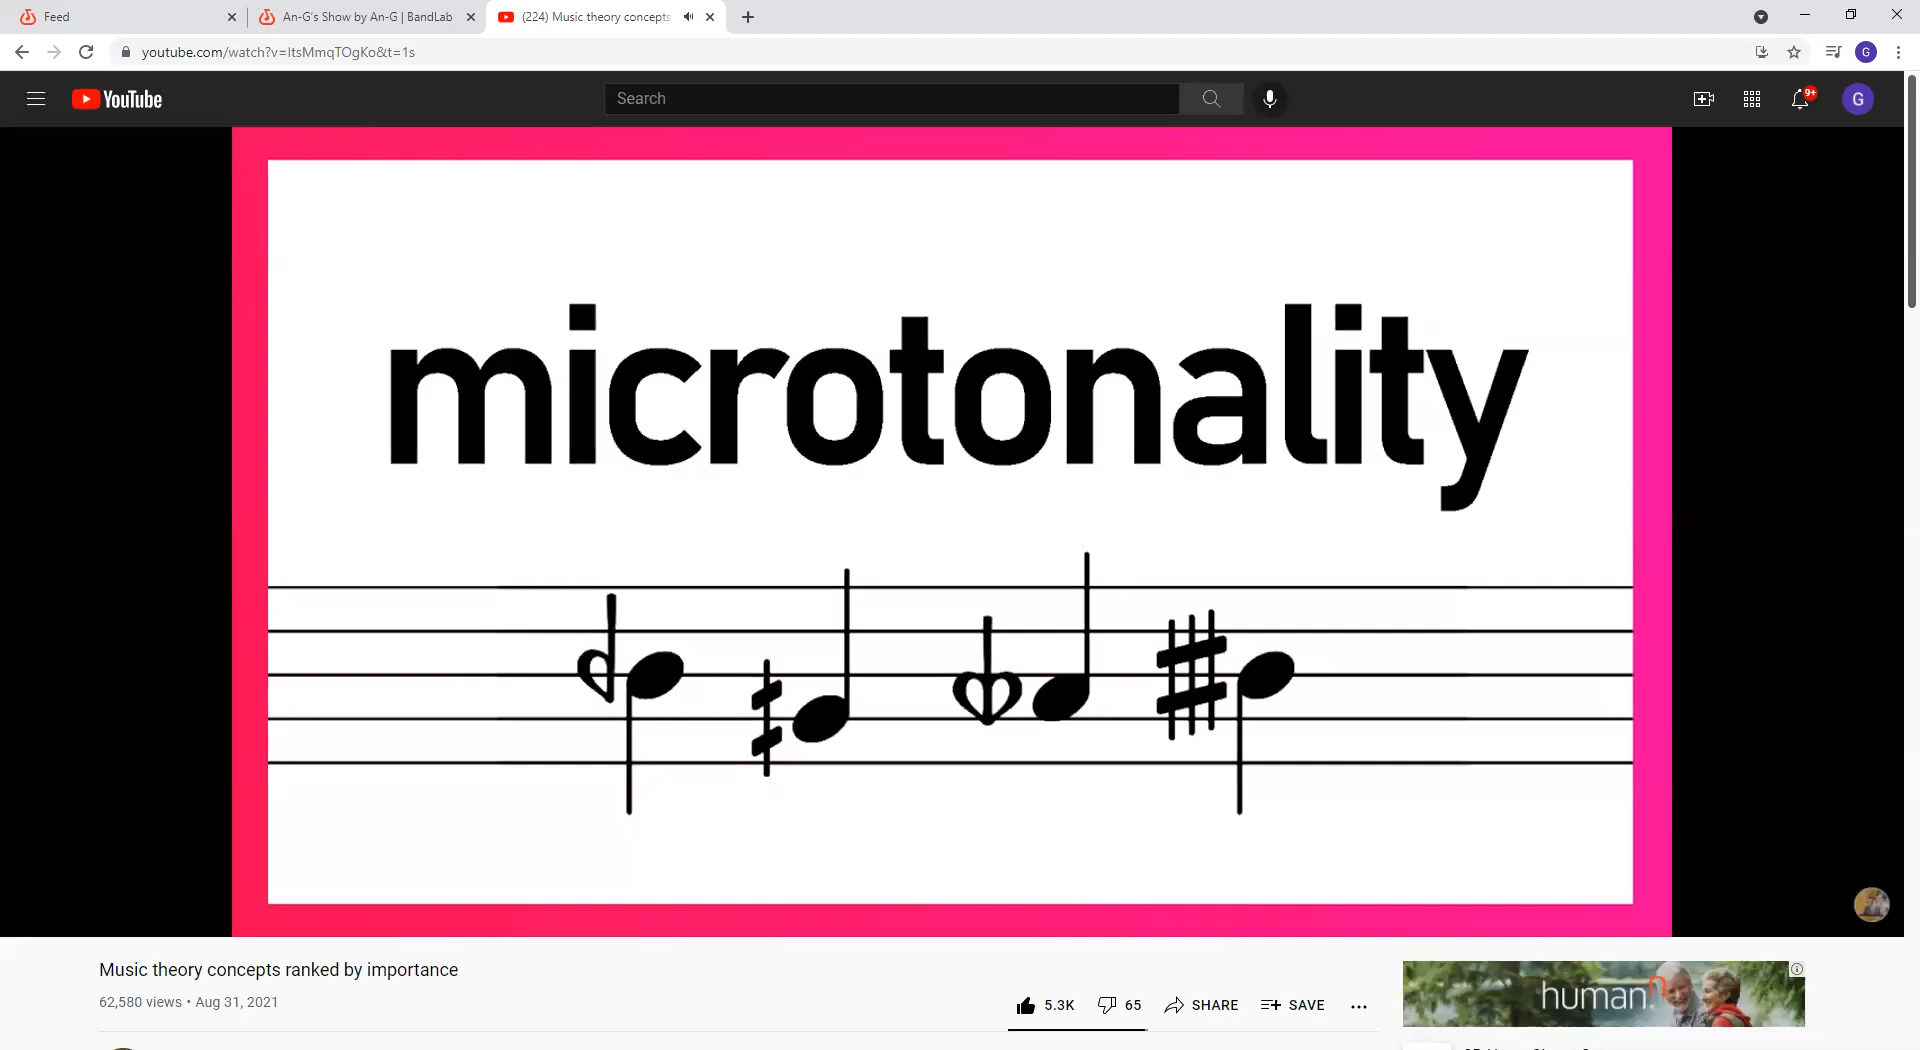 Feed
An-G's Show by An-G | BandLab
(224) Music theory concepts
youtube.com/watch?v=ItsMmqTOgKo&t=1s
G
YouTube
Search
9+
G
microtonality
Music theory concepts ranked by importance
62,580 views • Aug 31, 2021
5.3K
65
SHARE
SAVE
humann